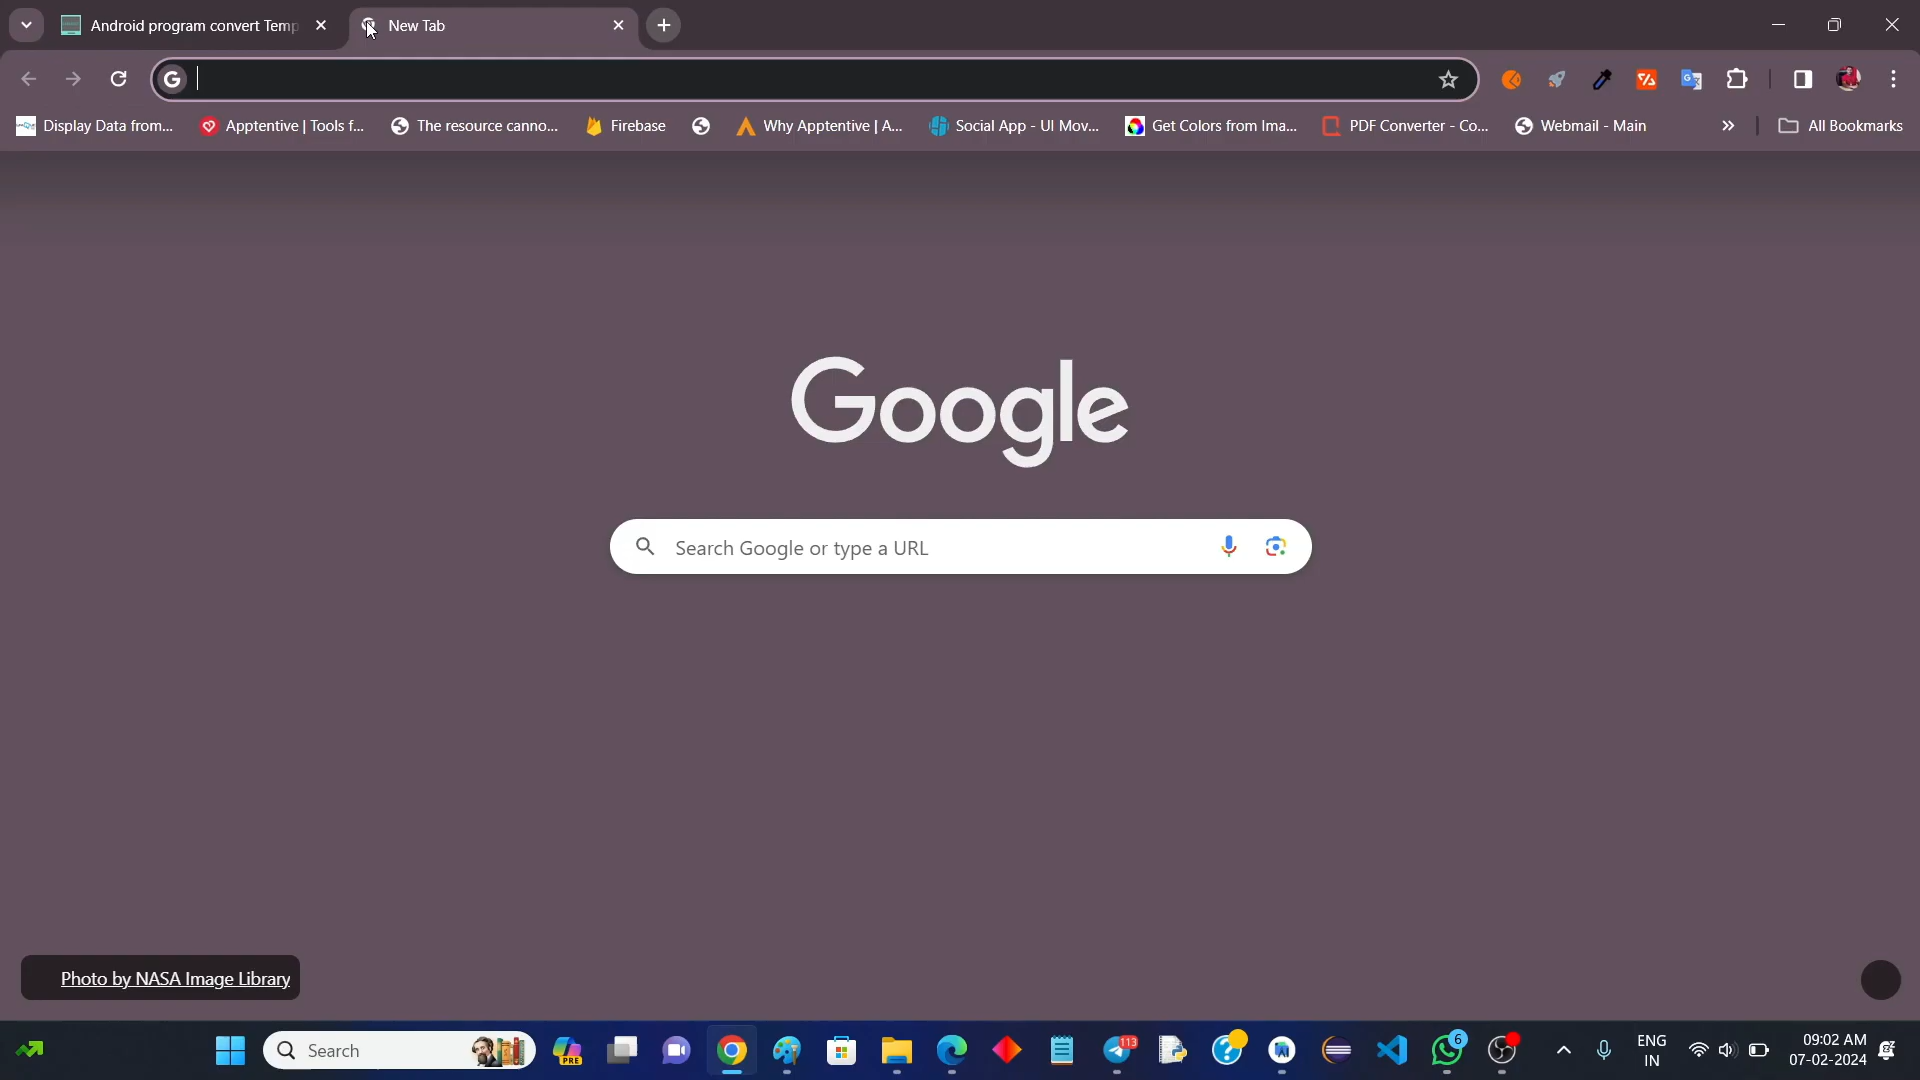 Android program convert Temp
New Tab
Display Data from...
Apptentive | Tools f...
The resource canno...
Firebase
Why Apptentive | A...
Social App - UI Mov...
Get Colors from Ima...
PDF Converter - Co...
Webmail - Main
All Bookmarks
Google
Search Google or type a URL
Photo by NASA Image Library
Search
PRE
113
6
ENG
IN
09:02 AM
07-02-2024